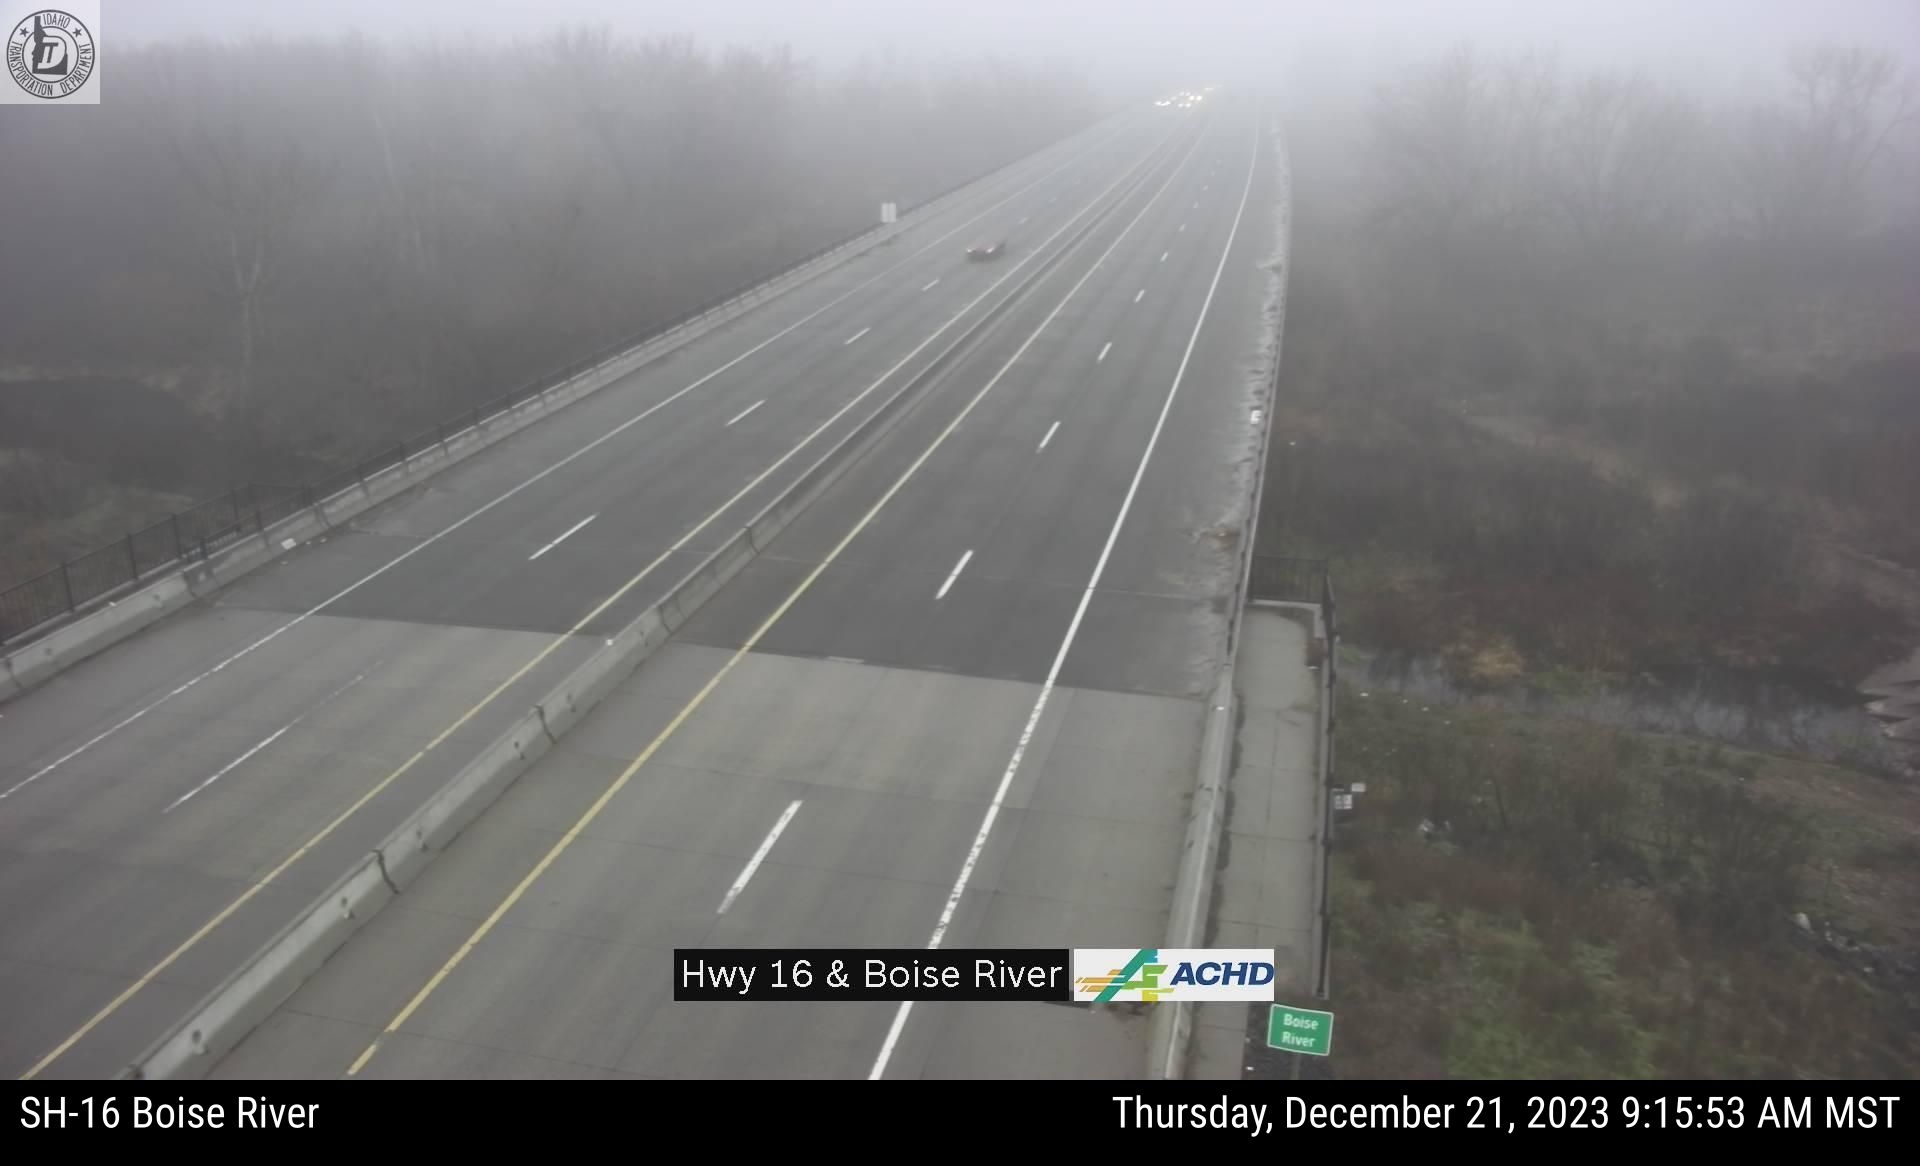 IDAHO
TRANSPORTATION DEPARTMENT
Hwy 16 & Boise River
ACHD
Boise
River
SH-16 Boise River
Thursday, December 21, 2023 9:15:53 AM MST